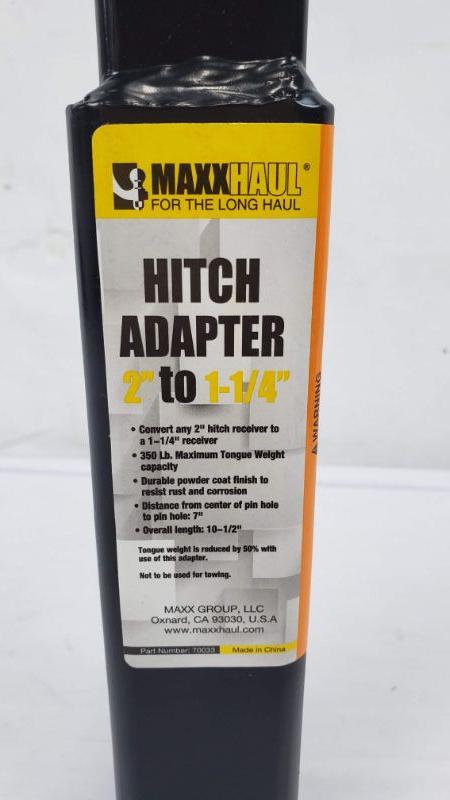 MAXXHAUL®
FOR THE LONG HAUL
HITCH
ADAPTER
2" to 1-1/4"
• Convert any 2" hitch receiver to
a 1-1/4" receiver
• 350 Lb. Maximum Tongue Weight
capacity
• Durable powder coat finish to
resist rust and corrosion
• Distance from center of pin hole
to pin hole: 7"
• Overall length: 10-1/2"
Tongue weight is reduced by 50% with
use of this adapter.
Not to be used for towing.
MAXX GROUP, LLC
Oxnard, CA 93030, U.S.A
www.maxxhaul.com
Part Number: 70033 Made in China
WARNING